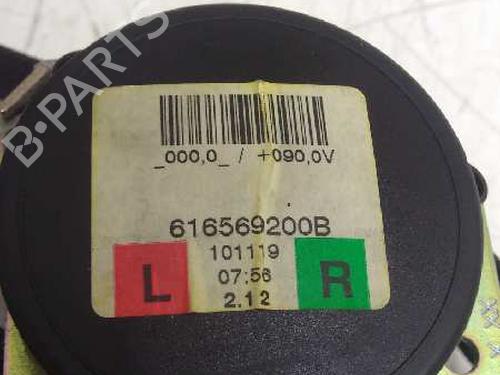 B-PARTS
_000,0_ / +090,0V
616569200B
101119
L
07:56
R
2.12